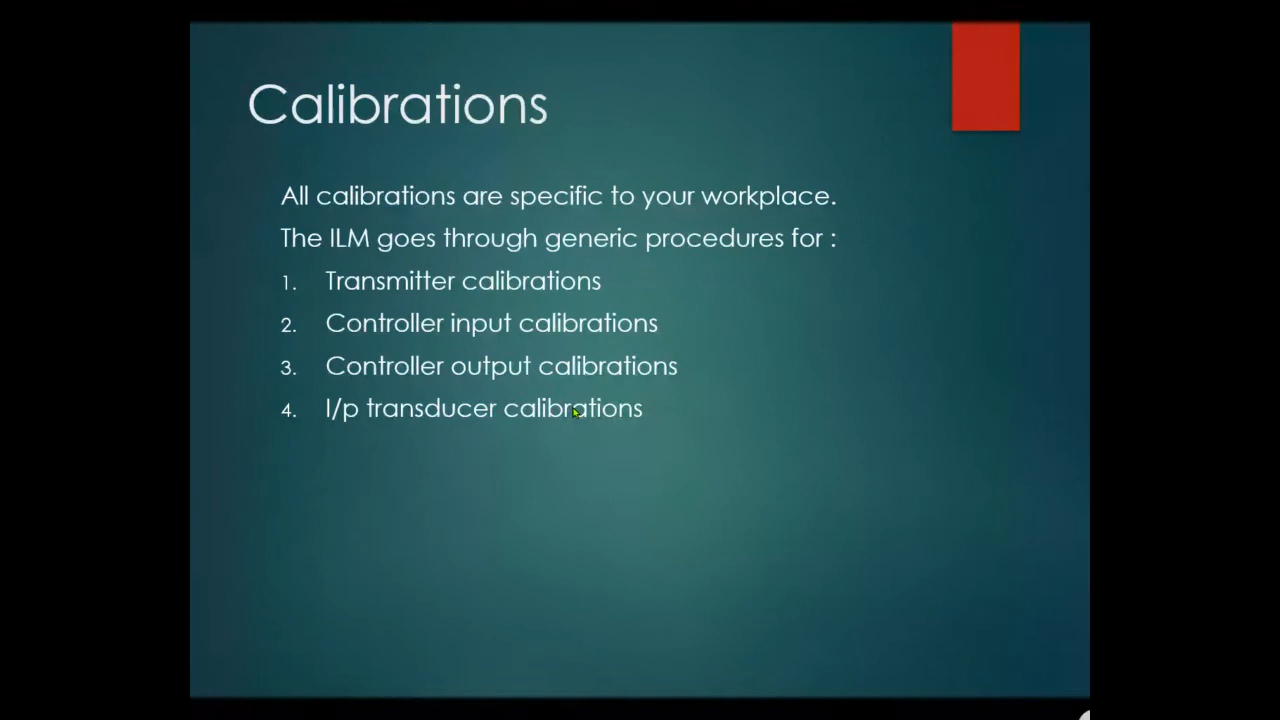 Calibrations
All calibrations are specific to your workplace.
The ILM goes through generic procedures for :
1. Transmitter calibrations
2. Controller input calibrations
3. Controller output calibrations
4. I/p transducer calibrations